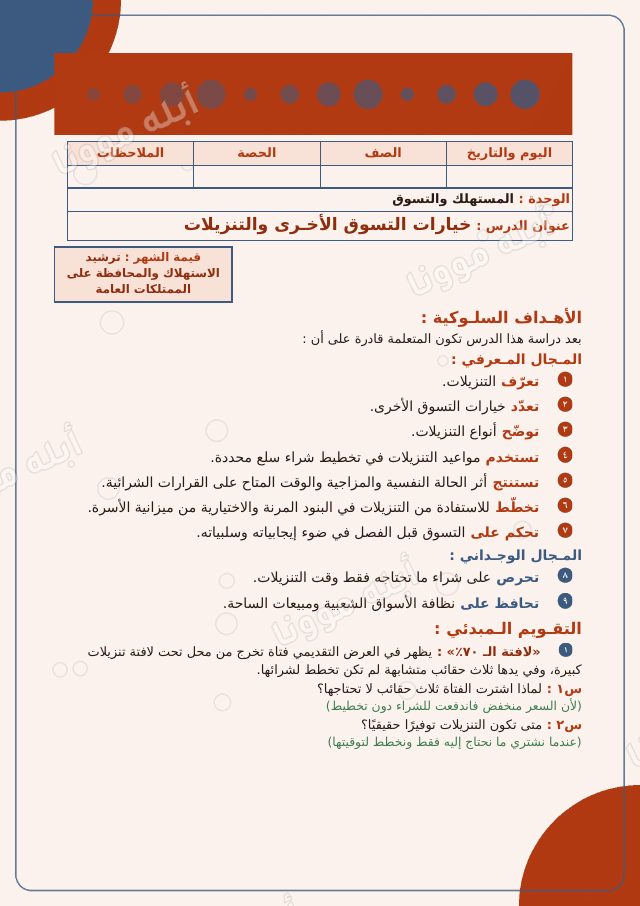 اليوم والتاريخ الصف الحصة الملاحظات
الوحدة : المستهلك والتسوق
عنوان الدرس : خيارات التسوق الأخـرى والتنزيلات
قيمة الشهر : ترشيد
الاستهلاك والمحافظة على
الممتلكات العامة
الأهـداف السلـوكية :
بعد دراسة هذا الدرس تكون المتعلمة قادرة على أن :
المـجال المـعرفي :
١ تعرّف التنزيلات.
٢ تعدّد خيارات التسوق الأخرى.
٣ توضّح أنواع التنزيلات.
٤ تستخدم مواعيد التنزيلات في تخطيط شراء سلع محددة.
٥ تستنتج أثر الحالة النفسية والمزاجية والوقت المتاح على القرارات الشرائية.
٦ تخطّط للاستفادة من التنزيلات في البنود المرنة والاختيارية من ميزانية الأسرة.
٧ تحكم على التسوق قبل الفصل في ضوء إيجابياته وسلبياته.
المـجال الوجـداني :
٨ تحرص على شراء ما تحتاجه فقط وقت التنزيلات.
٩ تحافظ على نظافة الأسواق الشعبية ومبيعات الساحة.
التقـويم الـمبدئي :
١ «لافتة الـ ٧٠٪» : يظهر في العرض التقديمي فتاة تخرج من محل تحت لافتة تنزيلات
كبيرة، وفي يدها ثلاث حقائب متشابهة لم تكن تخطط لشرائها.
س١ : لماذا اشترت الفتاة ثلاث حقائب لا تحتاجها؟
(لأن السعر منخفض فاندفعت للشراء دون تخطيط)
س٢ : متى تكون التنزيلات توفيرًا حقيقيًا؟
(عندما نشتري ما نحتاج إليه فقط ونخطط لتوقيتها)
أبله موونا
أبله موونا
أبله موونا
أبله موونا